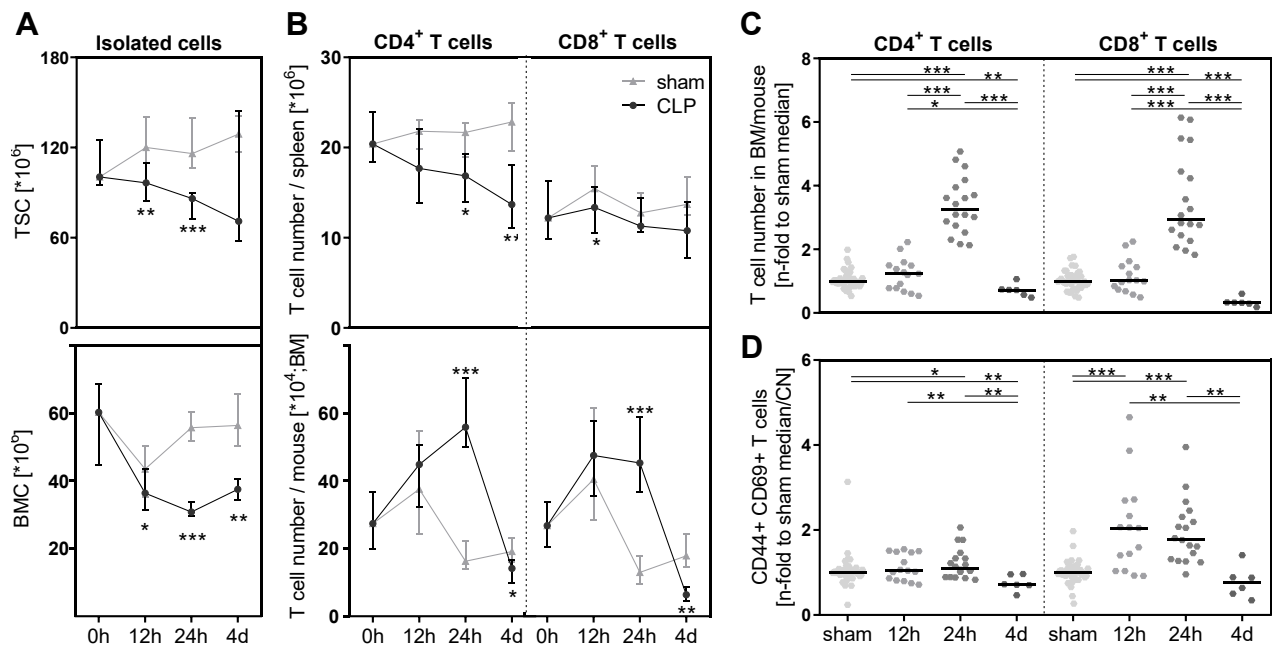 A
Isolated cells
TSC [*10⁶]
180
120
60
0
**
***
BMC [*10⁶]
60
40
20
*
***
**
0h 12h 24h 4d
B
CD4⁺ T cells CD8⁺ T cells
sham
CLP
T cell number / spleen [*10⁶]
30
20
10
0
*
**
*
T cell number / mouse [*10⁴;BM]
60
40
20
0
***
*
***
**
0h 12h 24h 4d 0h 12h 24h 4d
C
CD4⁺ T cells CD8⁺ T cells
T cell number in BM/mouse
[n-fold to sham median]
8
6
4
2
0
*** ***
** ***
*** ***
* *** *** ***
D
CD44+ CD69+ T cells
[n-fold to sham median/CN]
6
4
2
0
* *** ***
**
** ** ** **
sham 12h 24h 4d sham 12h 24h 4d